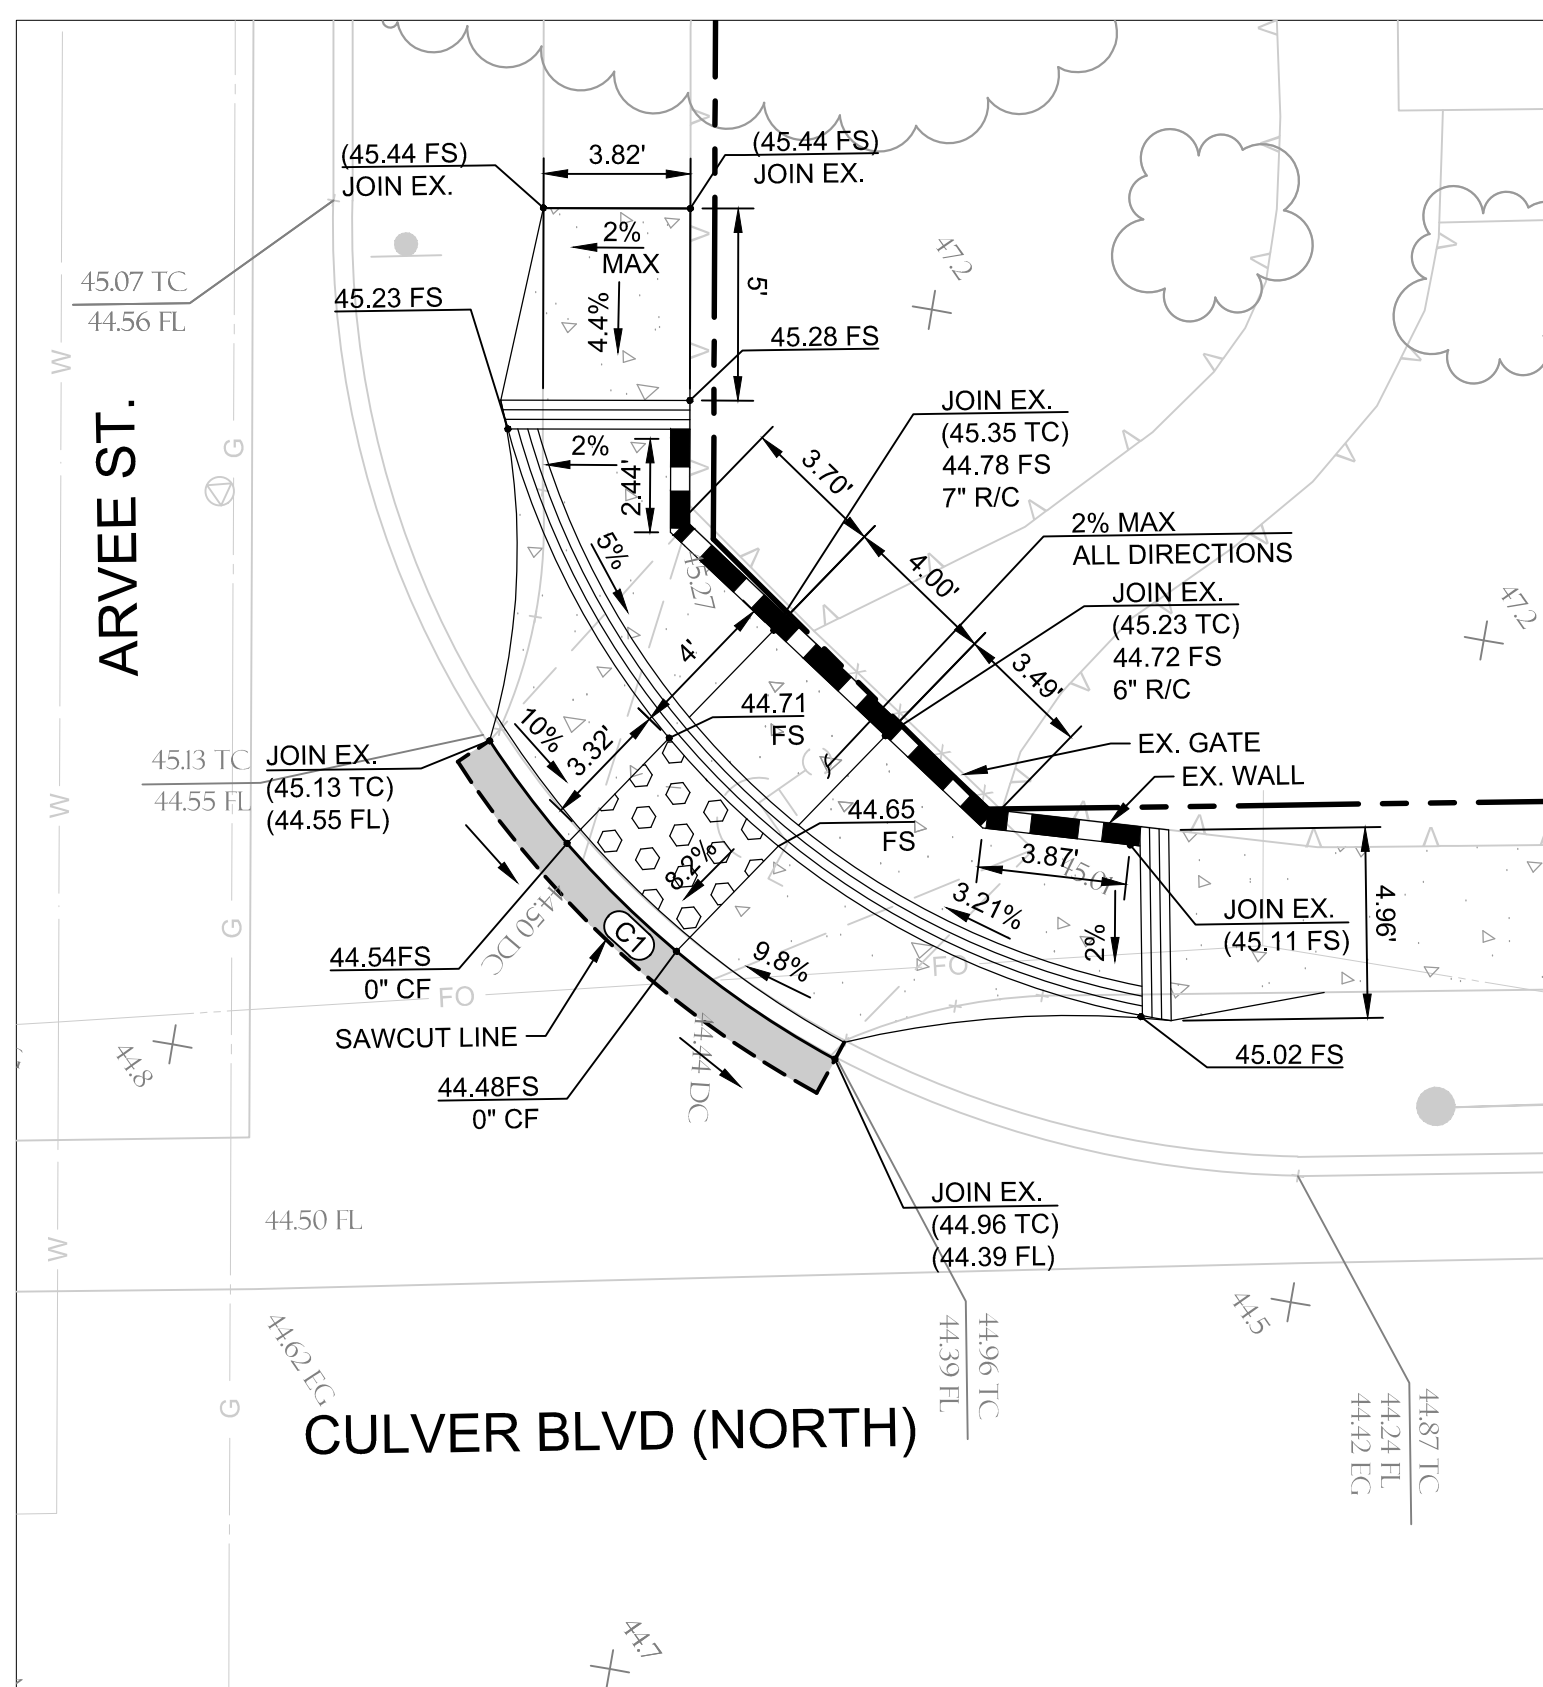 (45.44 FS)
JOIN EX.
3.82'
(45.44 FS)
JOIN EX.
2%
MAX
4.4%
5'
47.2
45.07 TC
44.56 FL
45.23 FS
45.28 FS
W
G
ARVEE ST.
JOIN EX.
(45.35 TC)
44.78 FS
7" R/C
2%
2.44'
3.70'
2% MAX
ALL DIRECTIONS
5%
45.27
4.00'
JOIN EX.
(45.23 TC)
44.72 FS
6" R/C
47.2
4'
3.49'
44.71
FS
10%
3.32'
EX. GATE
EX. WALL
45.13 TC
44.55 FL
JOIN EX.
(45.13 TC)
(44.55 FL)
W
44.65
FS
8.2%
3.87'
45.01
3.21%
2%
4.96'
JOIN EX.
(45.11 FS)
G
44.50 DC
C1
44.54FS
0" CF
FO
9.8%
FO
SAWCUT LINE
44.8
44.44 DC
44.48FS
0" CF
45.02 FS
JOIN EX.
(44.96 TC)
(44.39 FL)
44.50 FL
W
44.5
44.62 EG
G
44.96 TC
44.39 FL
44.87 TC
44.24 FL
44.42 EG
CULVER BLVD (NORTH)
44.7